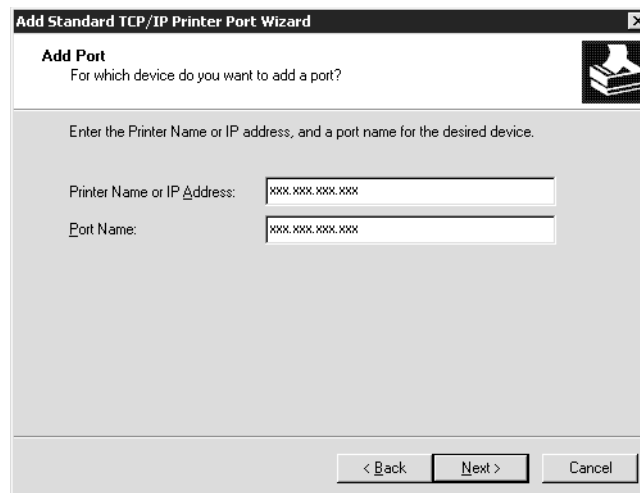 Add Standard TCP/IP Printer Port Wizard
Add Port
For which device do you want to add a port?
Enter the Printer Name or IP address, and a port name for the desired device.
Printer Name or IP Address:
xxx.xxx.xxx.xxx
Port Name:
xxx.xxx.xxx.xxx
< Back
Next >
Cancel